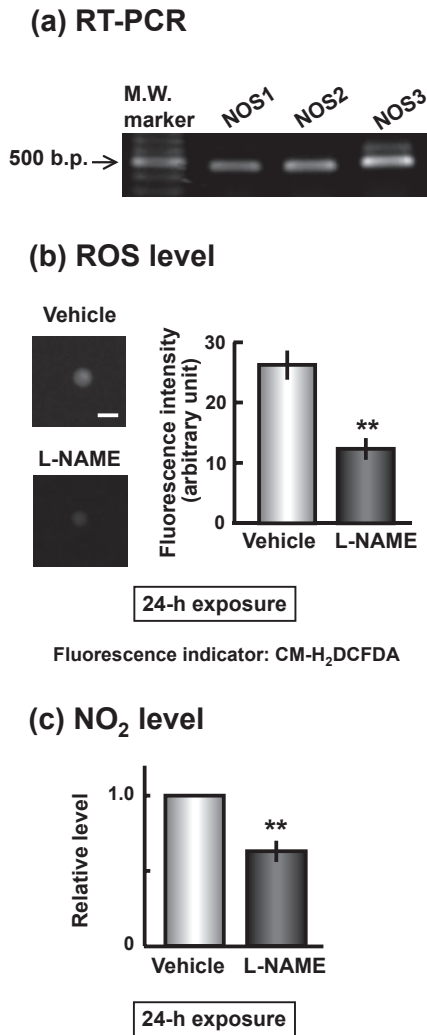 (a) RT-PCR
M.W.
marker
NOS1
NOS2
NOS3
500 b.p.
(b) ROS level
Vehicle
L-NAME
Fluorescence intensity
(arbitrary unit)
30
20
10
0
**
Vehicle
L-NAME
24-h exposure
Fluorescence indicator: CM-H₂DCFDA
(c) NO₂ level
Relative level
1.0
0
**
Vehicle
L-NAME
24-h exposure